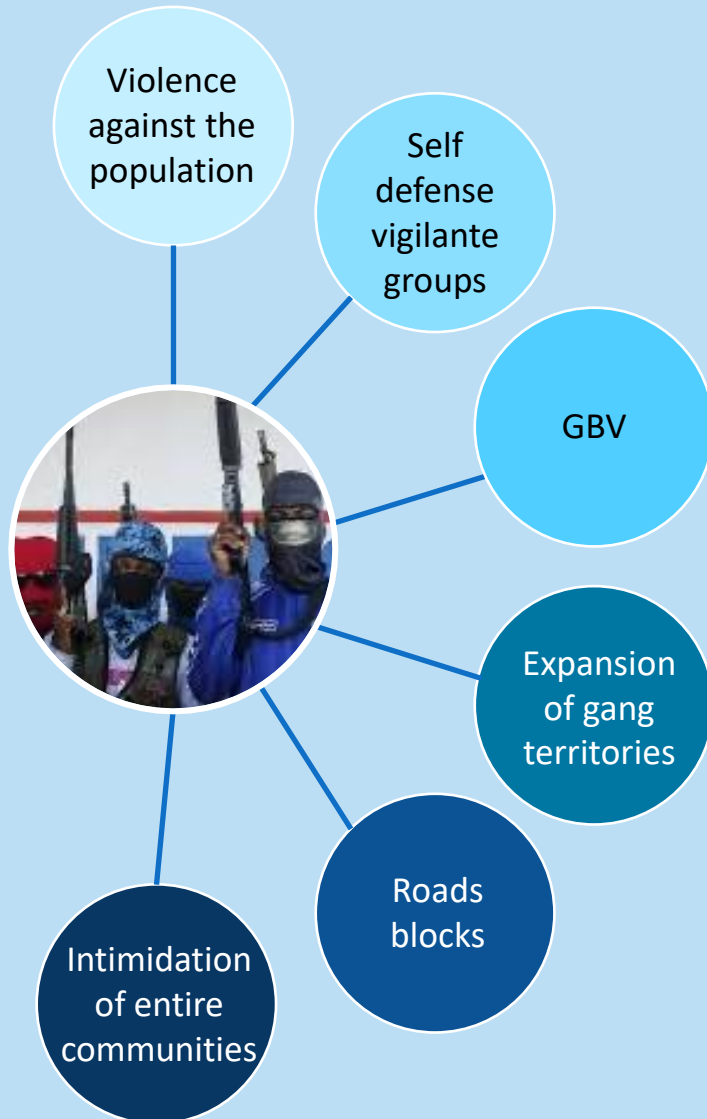 Violence
against the
population
Self
defense
vigilante
groups
GBV
Expansion
of gang
territories
Roads
blocks
Intimidation
of entire
communities